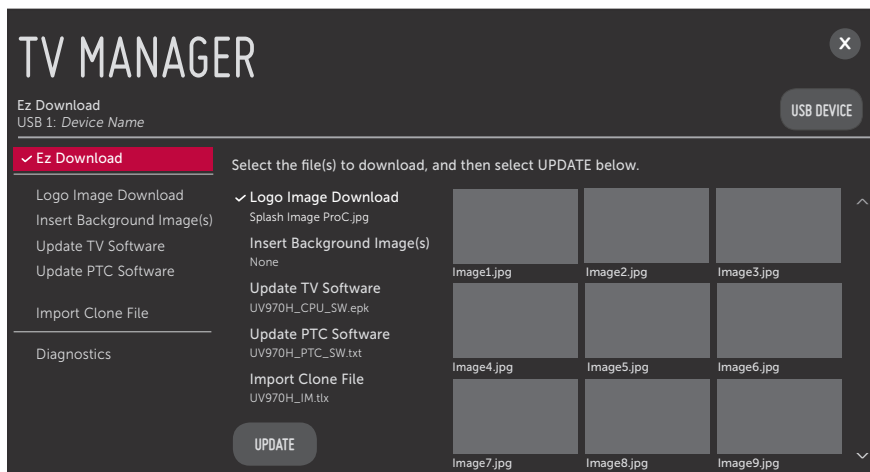 TV MANAGER
X
Ez Download
USB 1: Device Name
USB DEVICE
Ez Download
Logo Image Download
Insert Background Image(s)
Update TV Software
Update PTC Software
Import Clone File
Diagnostics
Select the file(s) to download, and then select UPDATE below.
Logo Image Download
Splash Image ProC.jpg
Insert Background Image(s)
None
Update TV Software
UV970H_CPU_SW.epk
Update PTC Software
UV970H_PTC_SW.txt
Import Clone File
UV970H_IM.tlx
UPDATE
Image1.jpg
Image2.jpg
Image3.jpg
Image4.jpg
Image5.jpg
Image6.jpg
Image7.jpg
Image8.jpg
Image9.jpg